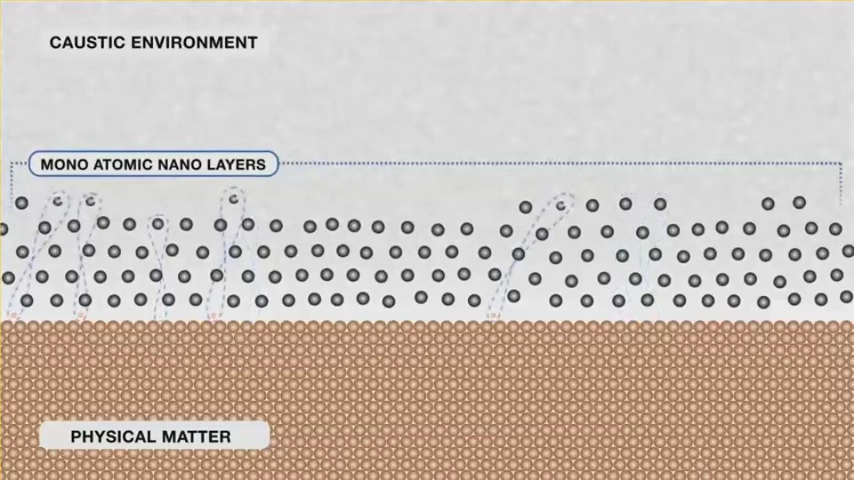 CAUSTIC ENVIRONMENT
MONO ATOMIC NANO LAYERS
PHYSICAL MATTER